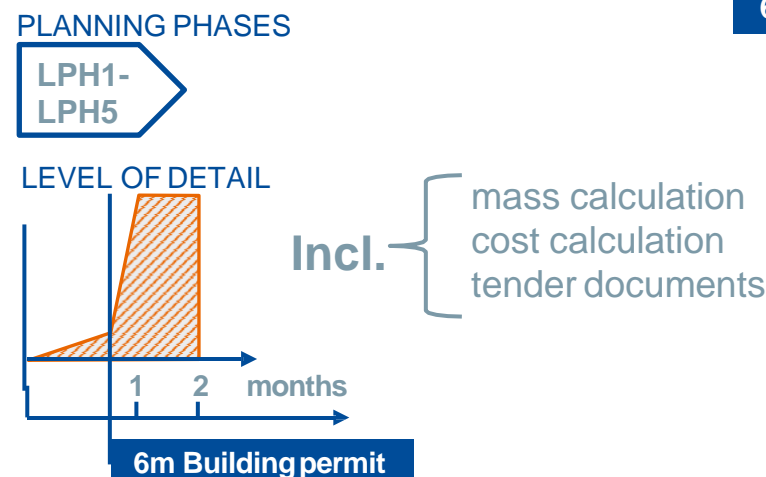 PLANNING PHASES
LPH1-
LPH5
LEVEL OF DETAIL
Incl.
mass calculation
cost calculation
tender documents
1 2 months
6m Building permit